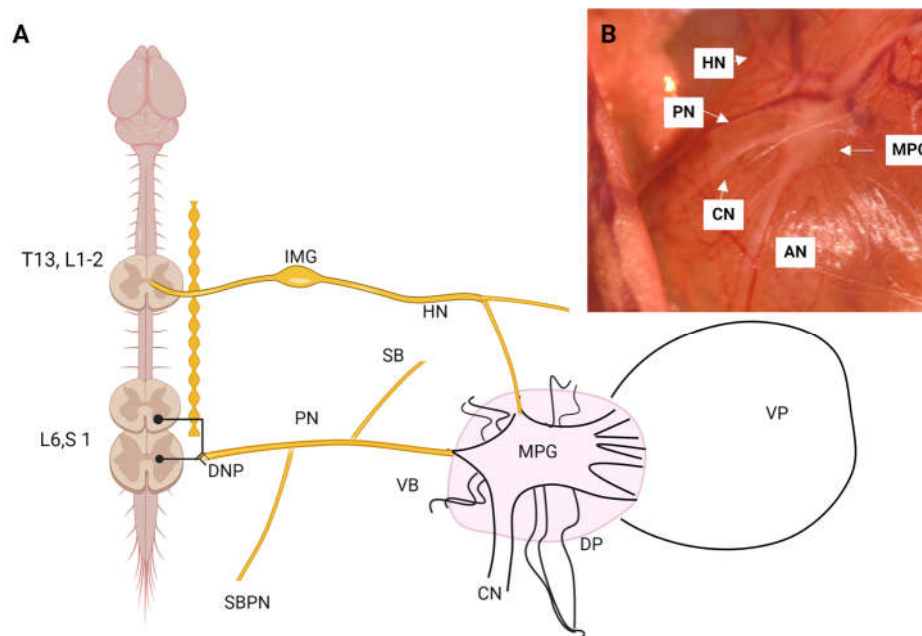 A
T13, L1-2
IMG
HN
SB
PN
L6,S 1
DNP
MPG
VP
VB
DP
CN
SBPN
B
HN
PN
MPG
CN
AN